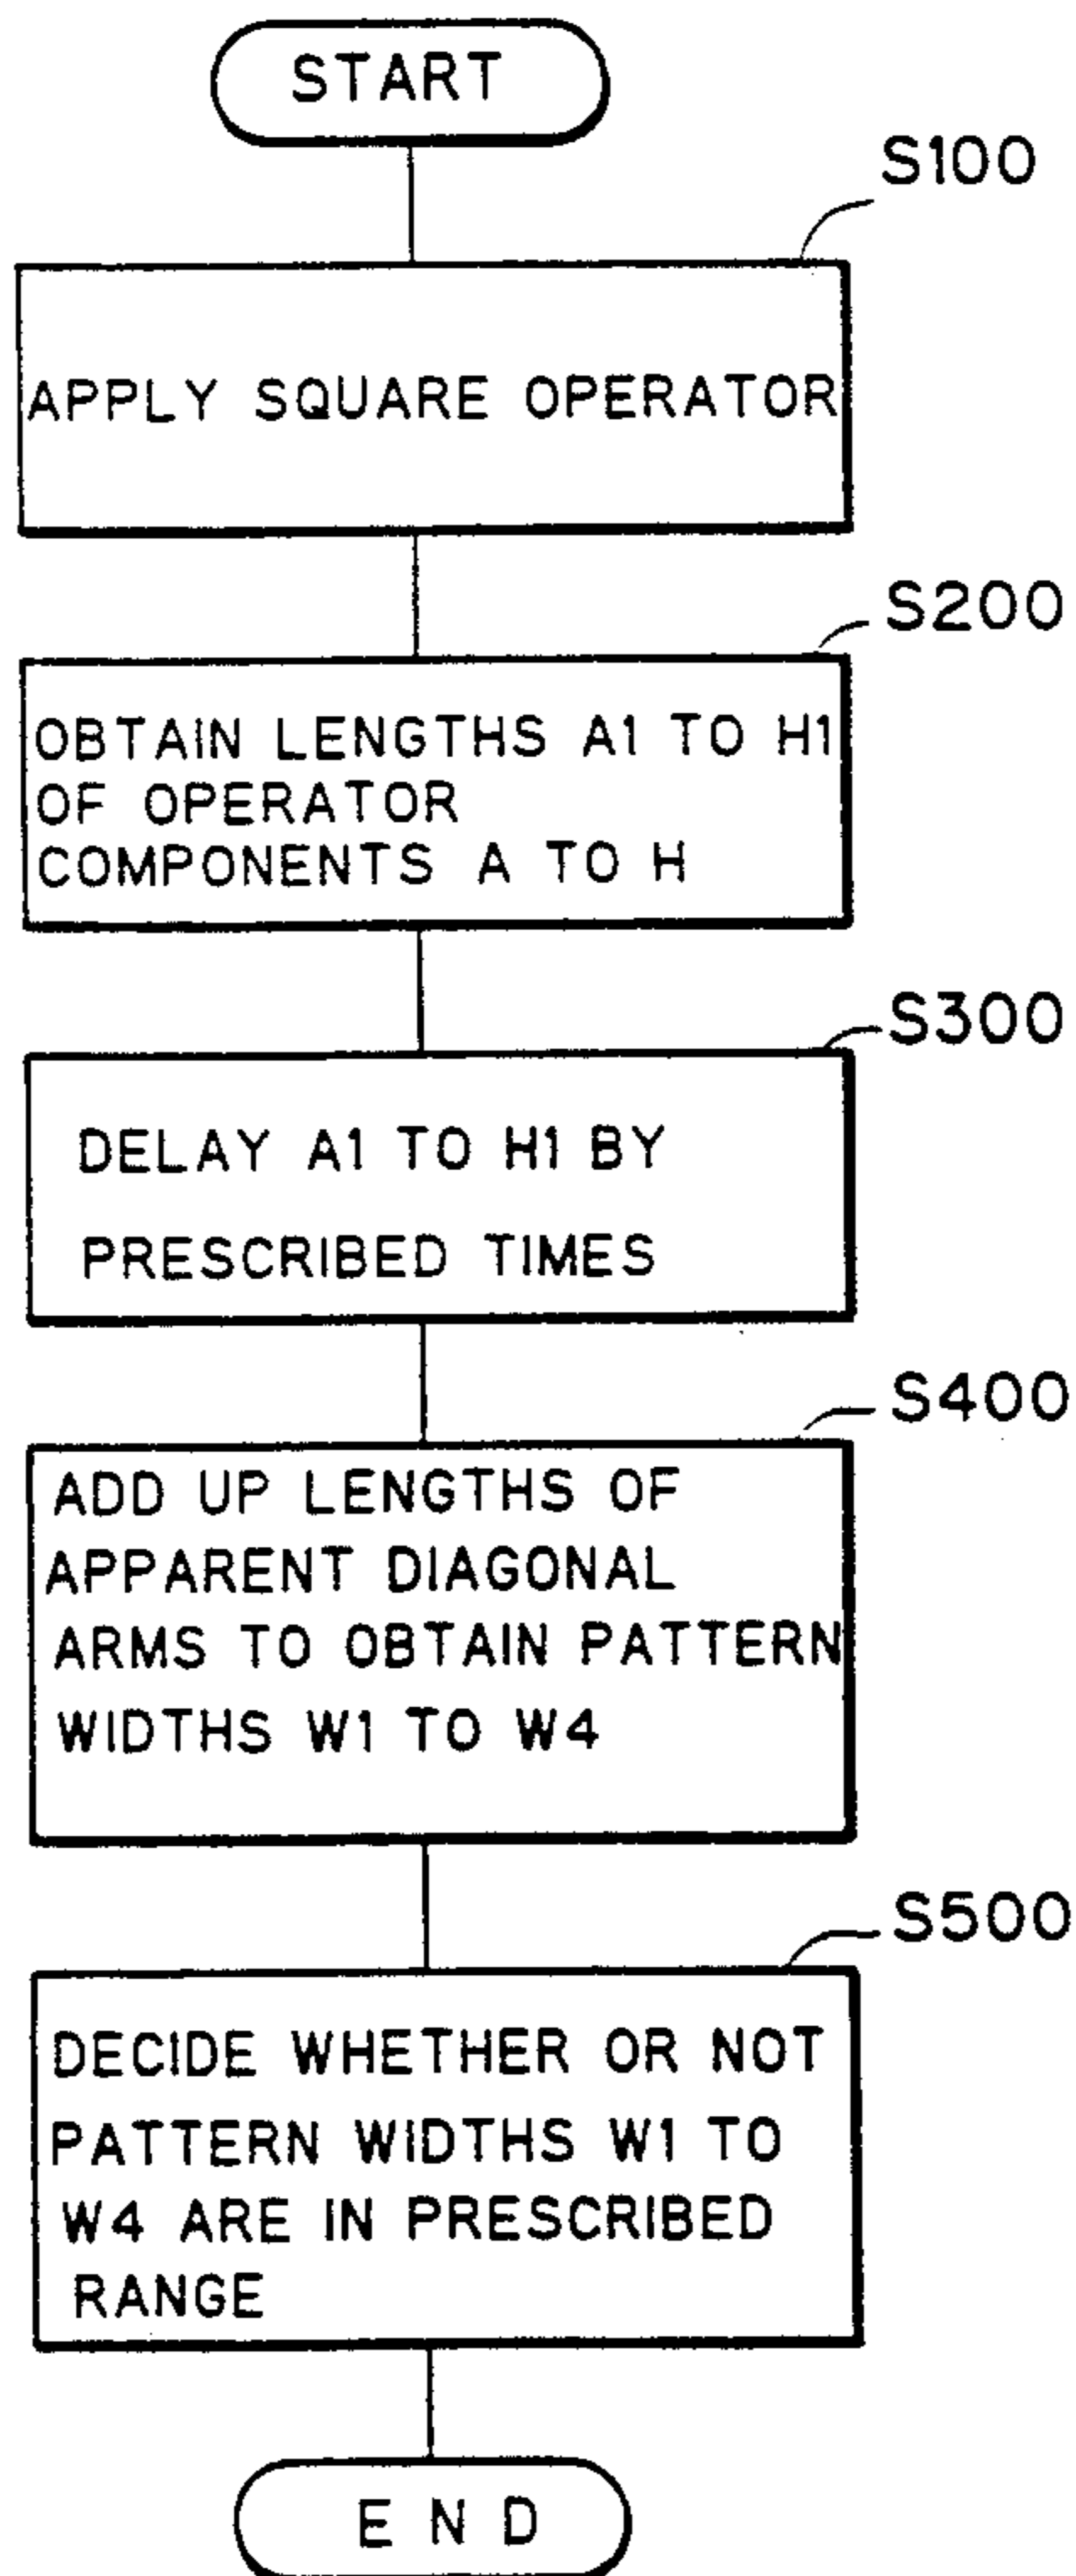 START
S100
APPLY SQUARE OPERATOR
S200
OBTAIN LENGTHS A1 TO H1
OF OPERATOR
COMPONENTS A TO H
S300
DELAY A1 TO H1 BY
PRESCRIBED TIMES
S400
ADD UP LENGTHS OF
APPARENT DIAGONAL
ARMS TO OBTAIN PATTERN
WIDTHS W1 TO W4
S500
DECIDE WHETHER OR NOT
PATTERN WIDTHS W1 TO
W4 ARE IN PRESCRIBED
RANGE
END